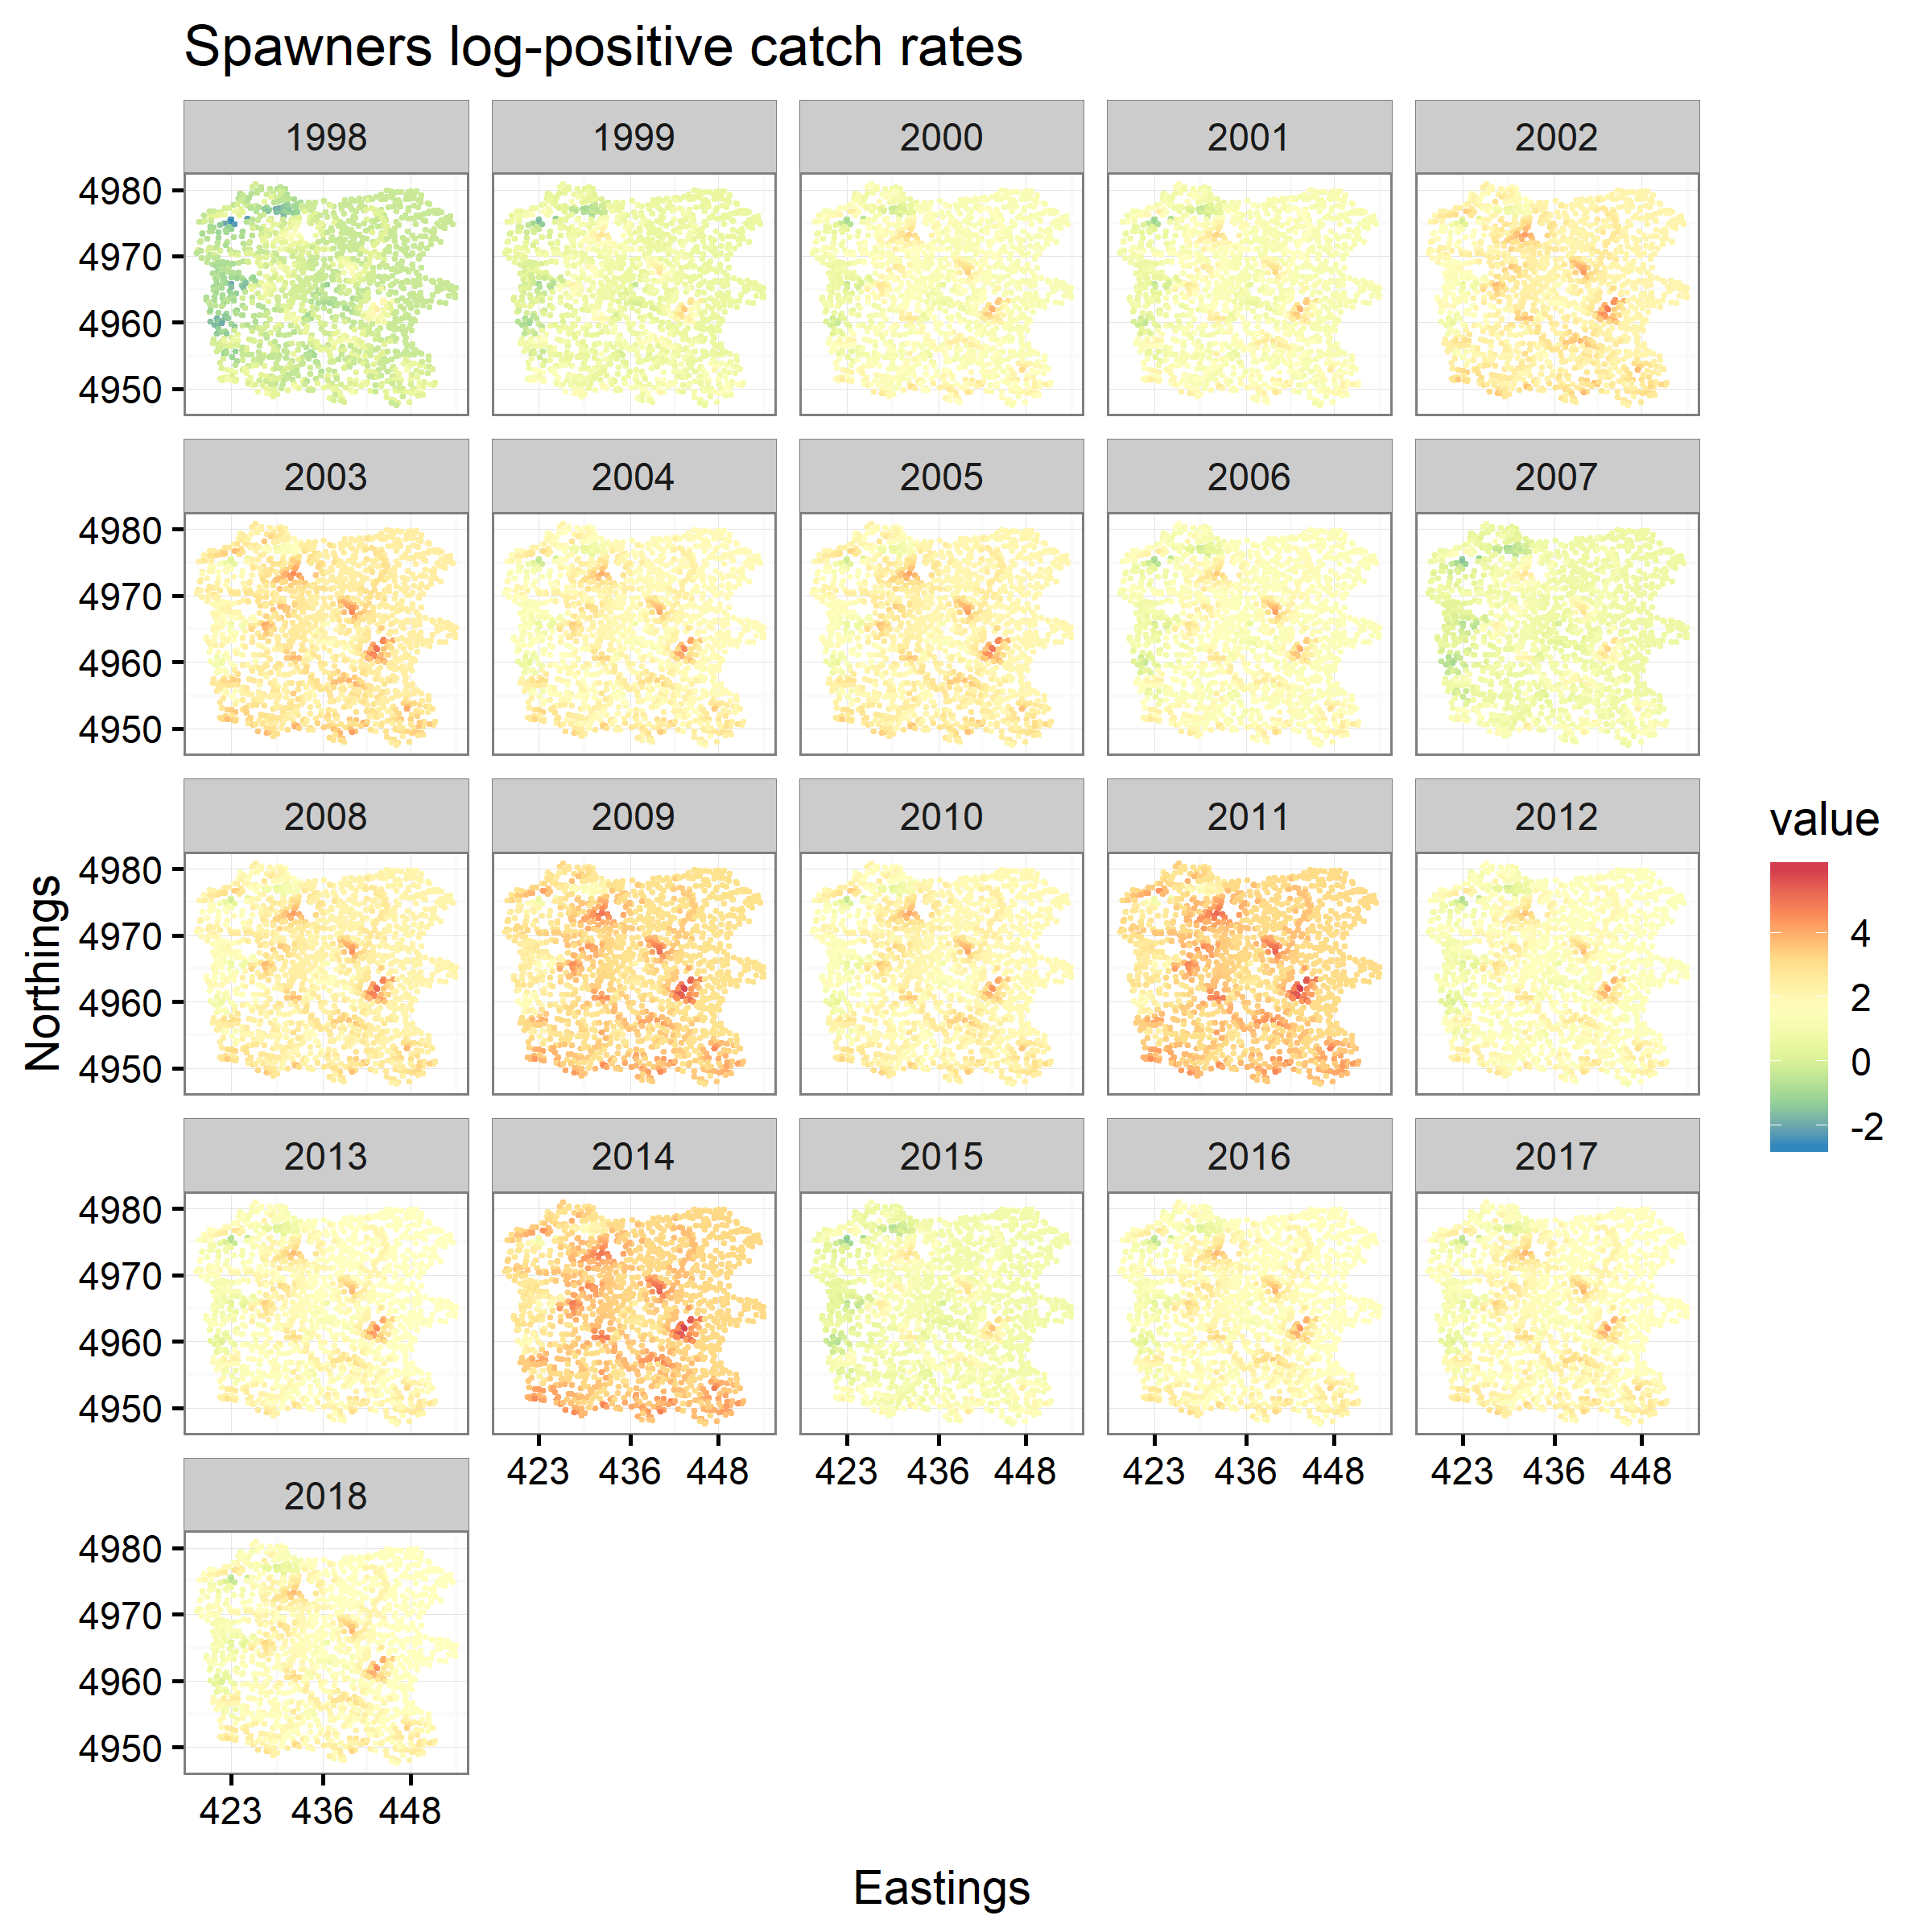 Spawners log-positive catch rates
1998 1999 2000 2001 2002
4980
4970
4960
4950
2003 2004 2005 2006 2007
4980
4970
4960
4950
2008 2009 2010 2011 2012
4980
4970
4960
4950
2013 2014 2015 2016 2017
4980
4970
4960
4950
423 436 448 423 436 448 423 436 448 423 436 448
2018
4980
4970
4960
4950
423 436 448
Northings
Eastings
value
4
2
0
-2